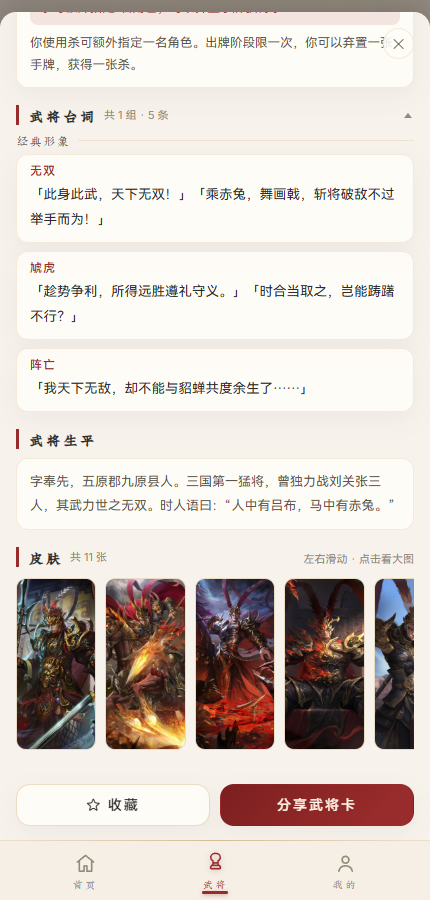 你使用杀可额外指定一名角色。出牌阶段限一次，你可以弃置一张
手牌，获得一张杀。
武将台词 共 1 组 · 5 条
经典形象
无双
「此身此武，天下无双！」「乘赤兔，舞画戟，斩将破敌不过
举手而为！」
虓虎
「趁势争利，所得远胜遵礼守义。」「时合当取之，岂能踌躇
不行？」
阵亡
「我天下无敌，却不能与貂蝉共度余生了……」
武将生平
字奉先，五原郡九原县人。三国第一猛将，曾独力战刘关张三
人，其武力世之无双。时人语曰：“人中有吕布，马中有赤兔。”
皮肤 共 11 张 左右滑动 · 点击看大图
收藏 分享武将卡
首页 武将 我的